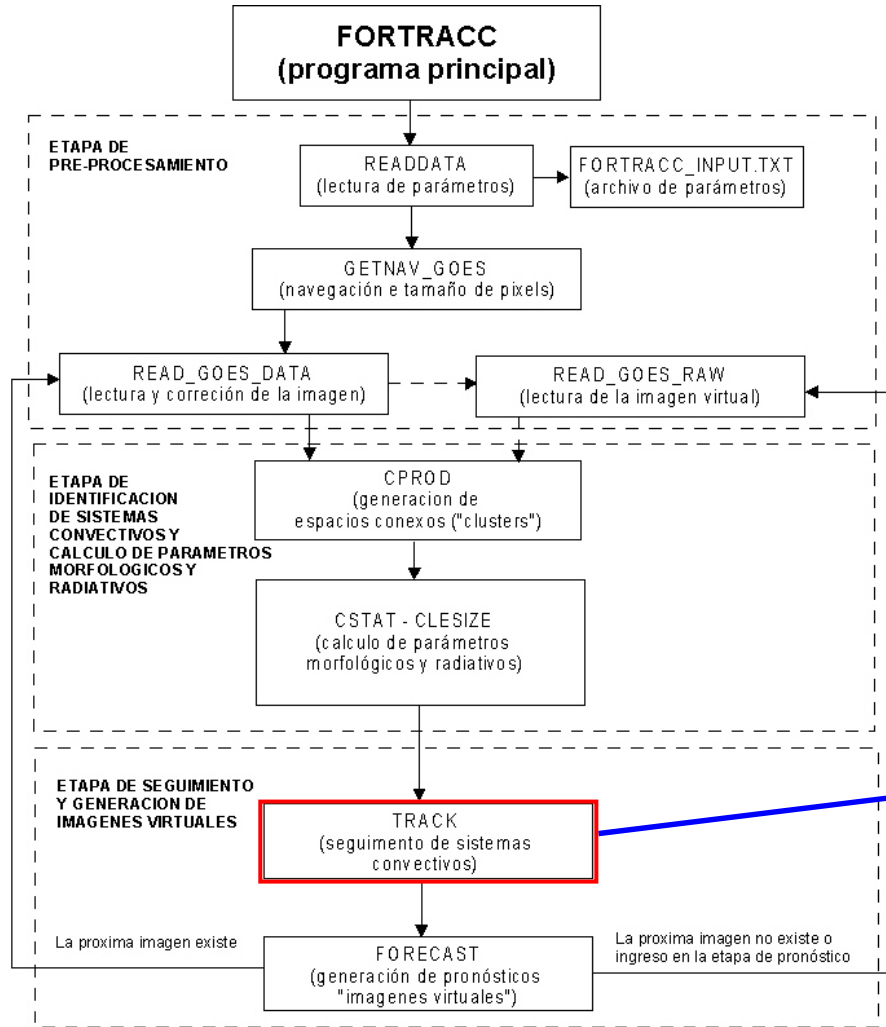 FORTRACC
(programa principal)
ETAPA DE
PRE-PROCESAMIENTO
READDATA
(lectura de parámetros)
FORTRACC_INPUT.TXT
(archivo de parámetros)
GETNAV_GOES
(navegación e tamaño de pixels)
READ_GOES_DATA
(lectura y correción de la imagen)
READ_GOES_RAW
(lectura de la imagen virtual)
ETAPA DE
IDENTIFICACION
DE SISTEMAS
CONVECTIVOS Y
CALCULO DE PARAMETROS
MORFOLOGICOS Y
RADIATIVOS
CPROD
(generacion de
espacios conexos ("clusters")
CSTAT - CLESIZE
(calculo de parámetros
morfológicos y radiativos)
ETAPA DE SEGUIMIENTO
Y GENERACION DE
IMAGENES VIRTUALES
TRACK
(seguimento de sistemas
convectivos)
La proxima imagen existe
FORECAST
(generación de pronósticos
"imagenes virtuales")
La proxima imagen no existe o
ingreso en la etapa de pronóstico